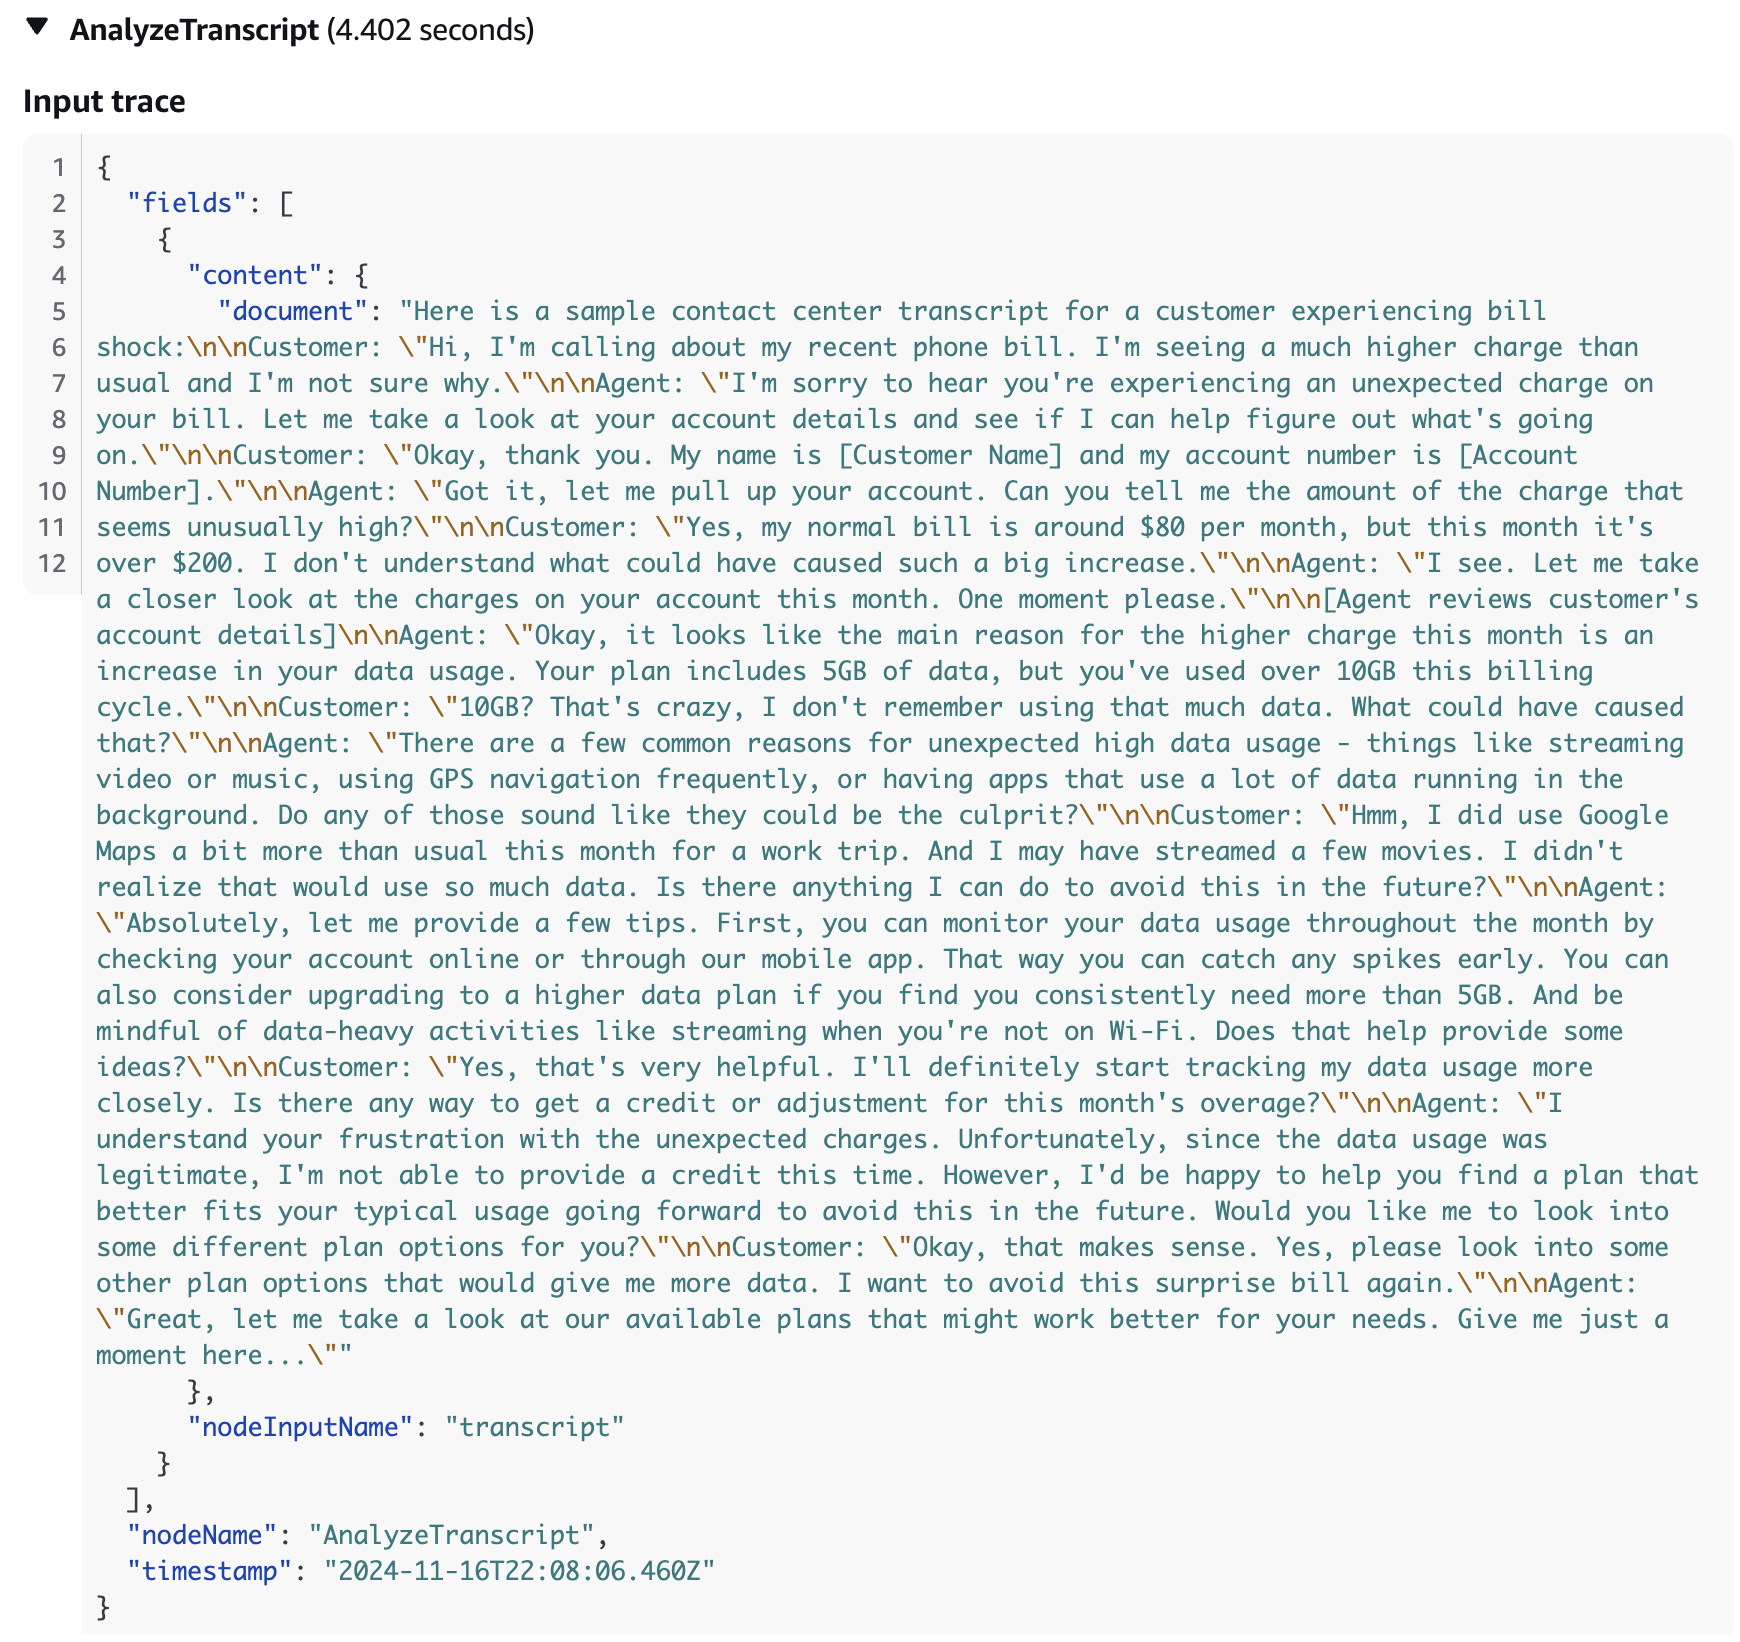 ▼ AnalyzeTranscript (4.402 seconds)
Input trace
1 {
2 "fields": [
3 {
4 "content": {
5 "document": "Here is a sample contact center transcript for a customer experiencing bill
6 shock:\n\nCustomer: \"Hi, I'm calling about my recent phone bill. I'm seeing a much higher charge than
7 usual and I'm not sure why.\"\n\nAgent: \"I'm sorry to hear you're experiencing an unexpected charge on
8 your bill. Let me take a look at your account details and see if I can help figure out what's going
9 on.\"\n\nCustomer: \"Okay, thank you. My name is [Customer Name] and my account number is [Account
10 Number].\"\n\nAgent: \"Got it, let me pull up your account. Can you tell me the amount of the charge that
11 seems unusually high?\"\n\nCustomer: \"Yes, my normal bill is around $80 per month, but this month it's
12 over $200. I don't understand what could have caused such a big increase.\"\n\nAgent: \"I see. Let me take
a closer look at the charges on your account this month. One moment please.\"\n\n[Agent reviews customer's
account details]\n\nAgent: \"Okay, it looks like the main reason for the higher charge this month is an
increase in your data usage. Your plan includes 5GB of data, but you've used over 10GB this billing
cycle.\"\n\nCustomer: \"10GB? That's crazy, I don't remember using that much data. What could have caused
that?\"\n\nAgent: \"There are a few common reasons for unexpected high data usage - things like streaming
video or music, using GPS navigation frequently, or having apps that use a lot of data running in the
background. Do any of those sound like they could be the culprit?\"\n\nCustomer: \"Hmm, I did use Google
Maps a bit more than usual this month for a work trip. And I may have streamed a few movies. I didn't
realize that would use so much data. Is there anything I can do to avoid this in the future?\"\n\nAgent:
\"Absolutely, let me provide a few tips. First, you can monitor your data usage throughout the month by
checking your account online or through our mobile app. That way you can catch any spikes early. You can
also consider upgrading to a higher data plan if you find you consistently need more than 5GB. And be
mindful of data-heavy activities like streaming when you're not on Wi-Fi. Does that help provide some
ideas?\"\n\nCustomer: \"Yes, that's very helpful. I'll definitely start tracking my data usage more
closely. Is there any way to get a credit or adjustment for this month's overage?\"\n\nAgent: \"I
understand your frustration with the unexpected charges. Unfortunately, since the data usage was
legitimate, I'm not able to provide a credit this time. However, I'd be happy to help you find a plan that
better fits your typical usage going forward to avoid this in the future. Would you like me to look into
some different plan options for you?\"\n\nCustomer: \"Okay, that makes sense. Yes, please look into some
other plan options that would give me more data. I want to avoid this surprise bill again.\"\n\nAgent:
\"Great, let me take a look at our available plans that might work better for your needs. Give me just a
moment here...\""
},
"nodeInputName": "transcript"
}
],
"nodeName": "AnalyzeTranscript",
"timestamp": "2024-11-16T22:08:06.460Z"
}